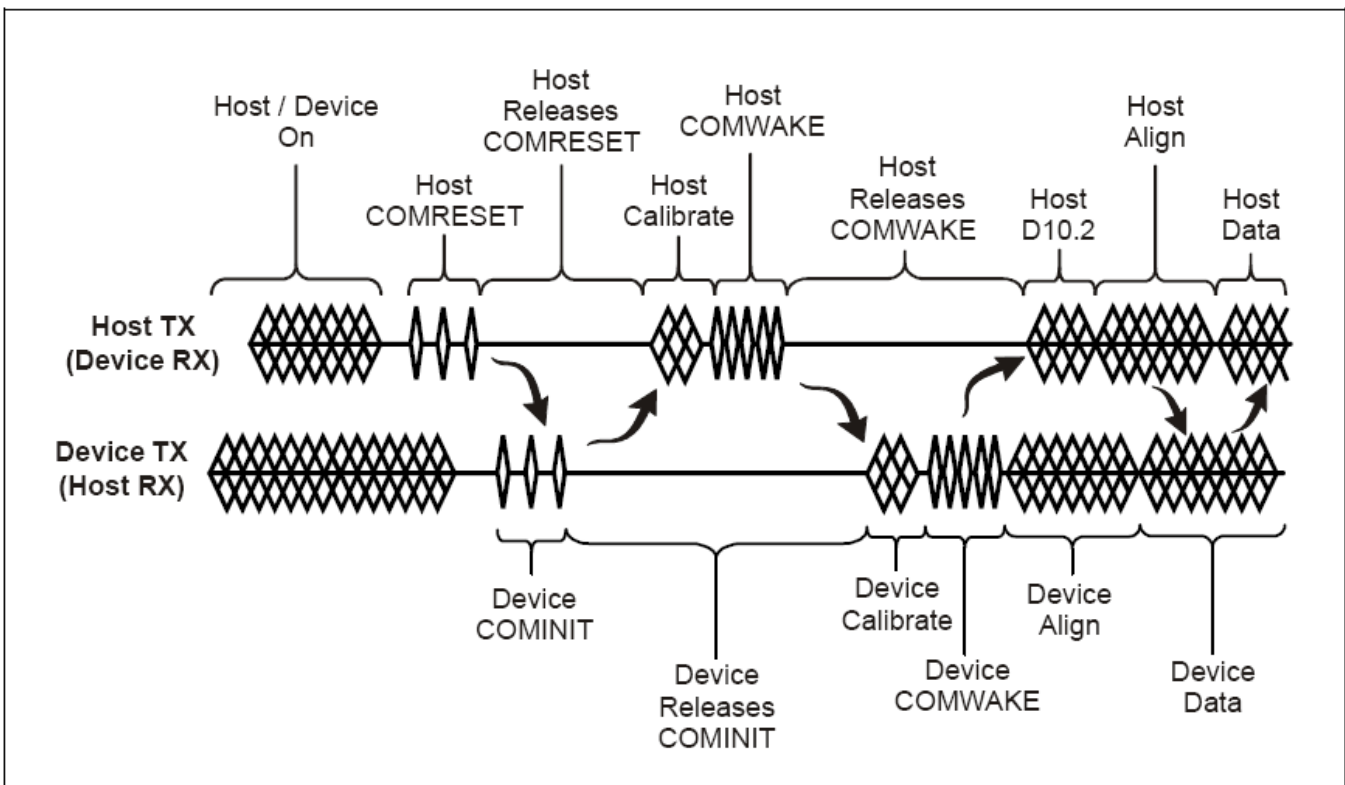 Host / Device
On
Host
COMRESET
Host
Releases
COMRESET
Host
Calibrate
Host
COMWAKE
Host
Releases
COMWAKE
Host
D10.2
Host
Align
Host
Data
Host TX
(Device RX)
Device TX
(Host RX)
Device
COMINIT
Device
Releases
COMINIT
Device
Calibrate
Device
COMWAKE
Device
Align
Device
Data